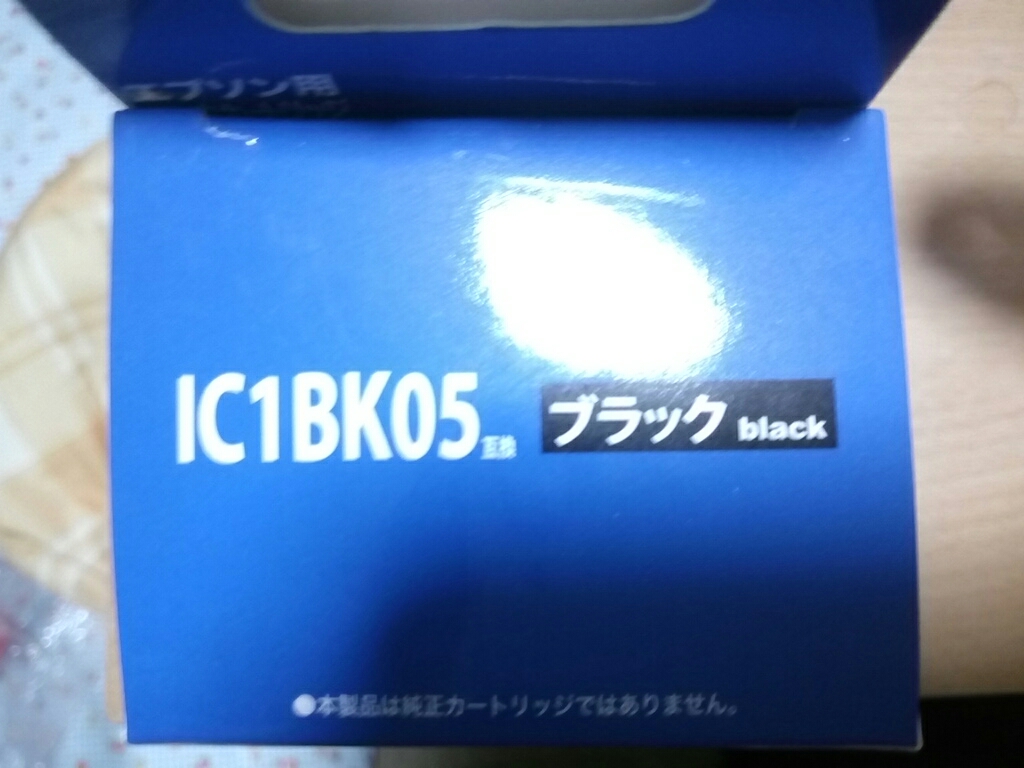 エプソン用
IC1BK05互換 ブラック black
●本製品は純正カートリッジではありません。